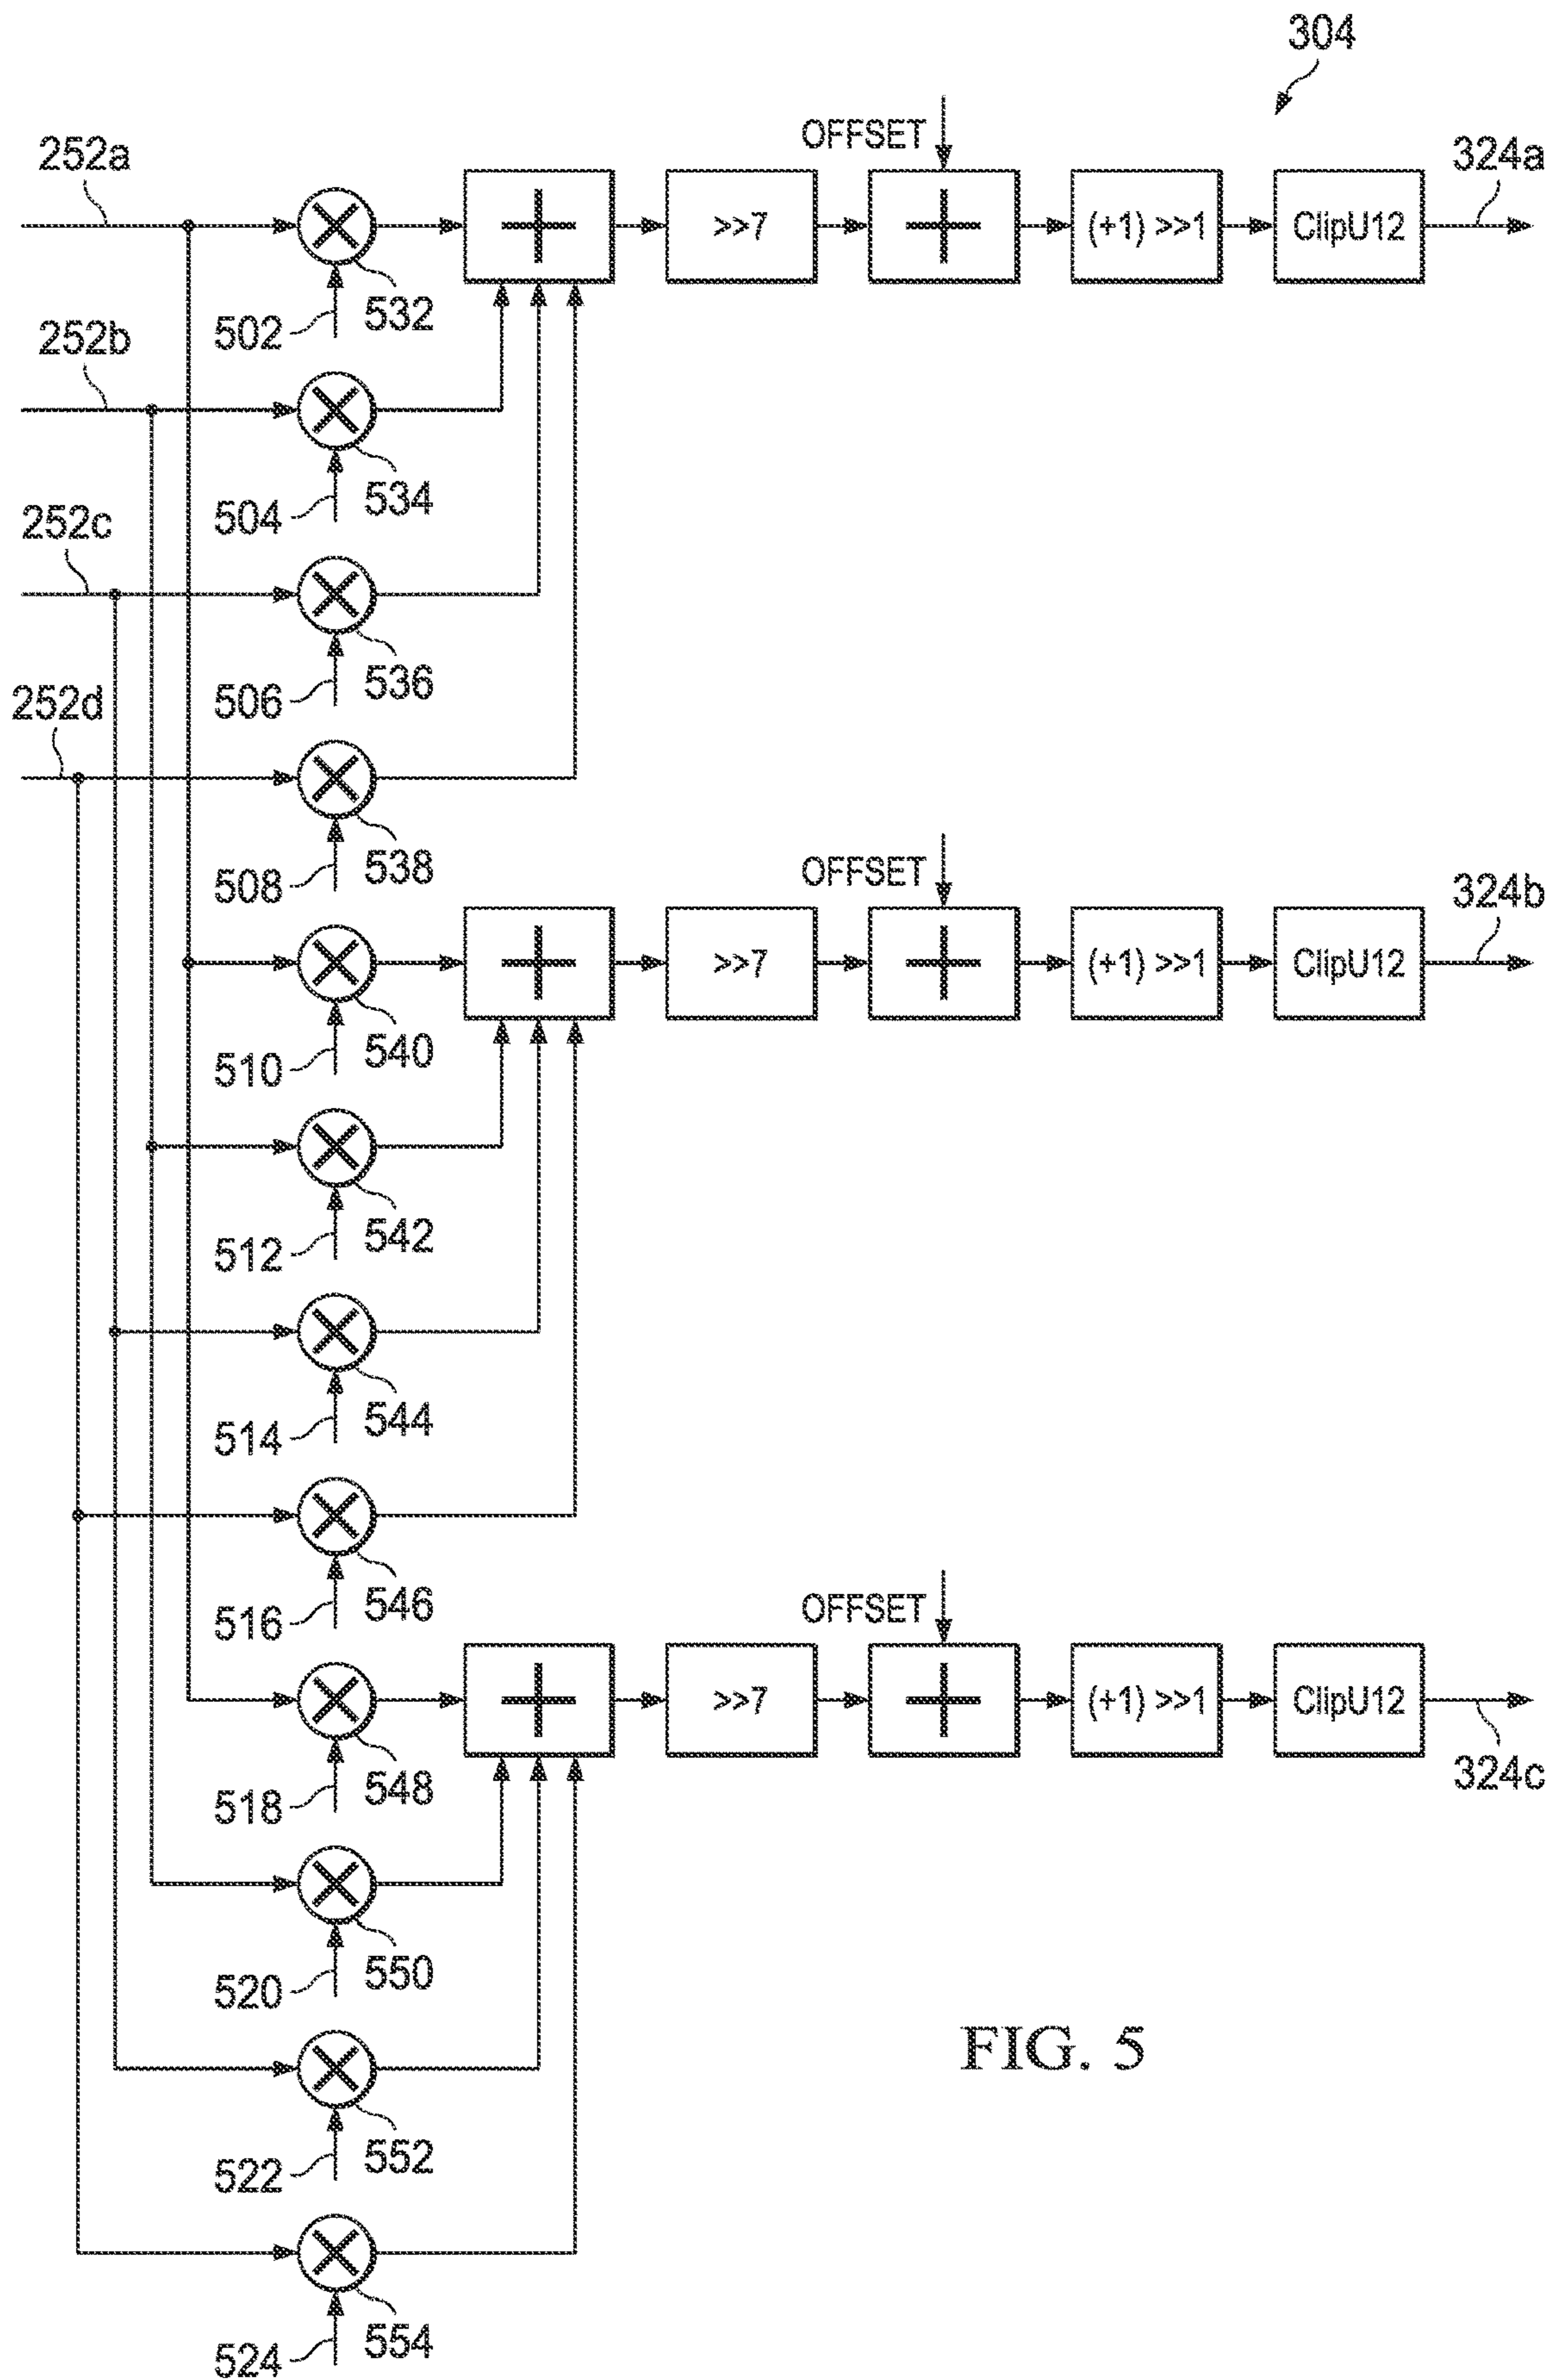 304
252a
OFFSET
324a
>>7
(+1) >>1
ClipU12
502
532
252b
504
534
252c
506
536
252d
508
538
OFFSET
324b
>>7
(+1) >>1
ClipU12
510
540
512
542
514
544
516
546
OFFSET
>>7
(+1) >>1
ClipU12
518
548
324c
520
550
FIG. 5
522
552
524
554